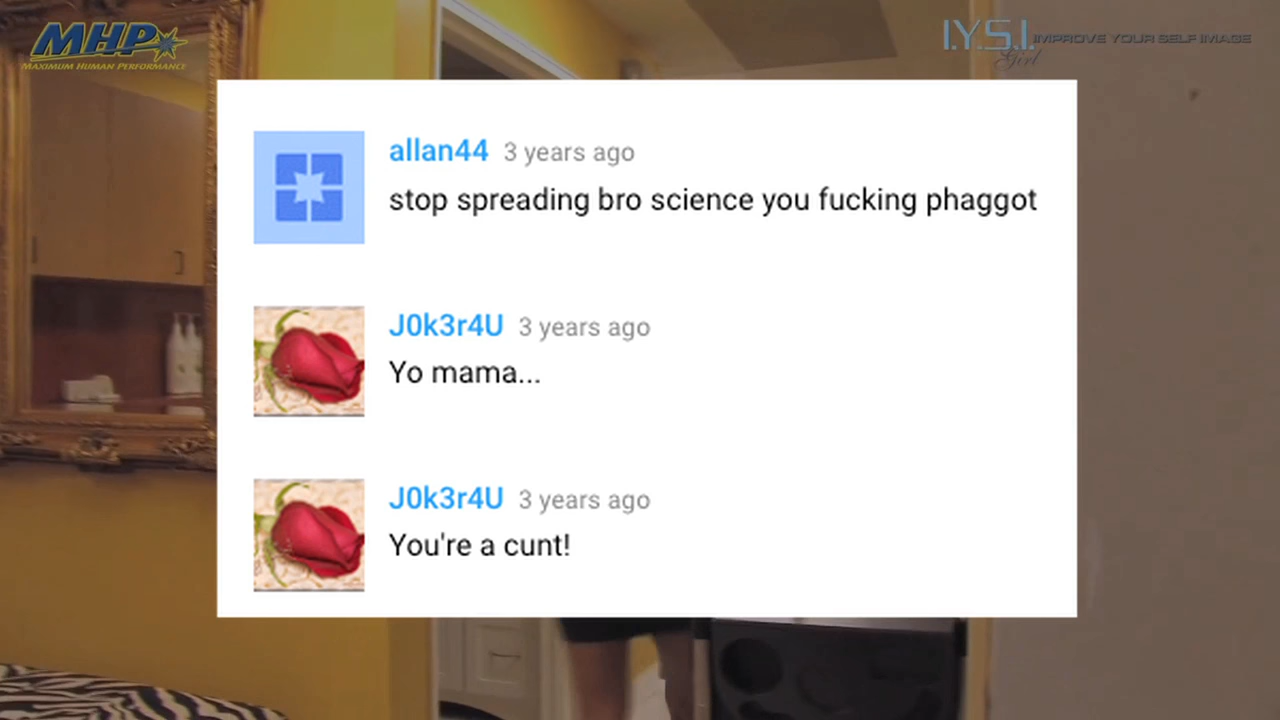 MHP
MAXIMUM HUMAN PERFORMANCE
I.Y.S.I. IMPROVE YOUR SELF IMAGE
Girl
allan44 3 years ago
stop spreading bro science you fucking phaggot
J0k3r4U 3 years ago
Yo mama...
J0k3r4U 3 years ago
You're a cunt!